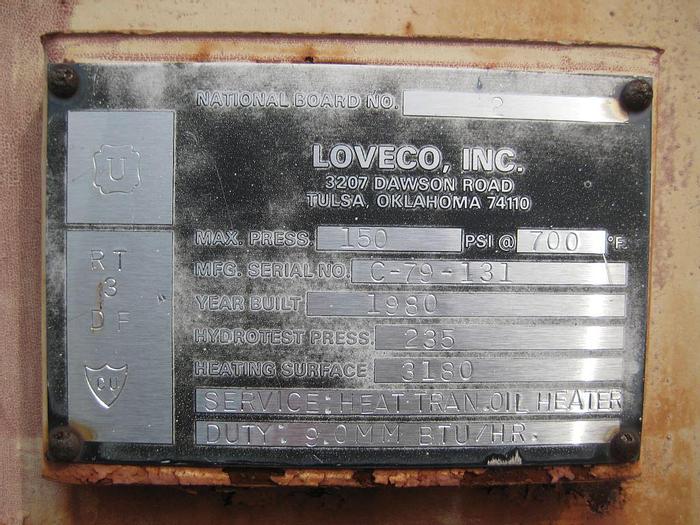 NATIONAL BOARD NO. 2
U
LOVECO, INC.
3207 DAWSON ROAD
TULSA, OKLAHOMA 74110
MAX. PRESS. 150 PSI @ 700 °F.
RT
3
DF
MFG. SERIAL NO. C-79-131
YEAR BUILT 1980
HYDROTEST PRESS. 235
HEATING SURFACE 3180
SERVICE: HEAT TRAN. OIL HEATER
DUTY: 9.0MM BTU/HR.